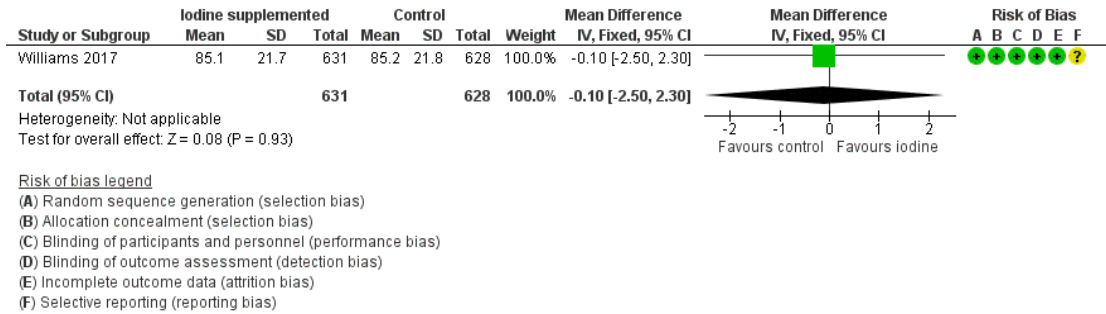 Iodine supplemented Control Mean Difference Mean Difference Risk of Bias
Study or Subgroup Mean SD Total Mean SD Total Weight IV, Fixed, 95% CI IV, Fixed, 95% CI A B C D E F
Williams 2017 85.1 21.7 631 85.2 21.8 628 100.0% -0.10 [-2.50, 2.30] + + + + + ?
Total (95% CI) 631 628 100.0% -0.10 [-2.50, 2.30]
Heterogeneity: Not applicable
Test for overall effect: Z = 0.08 (P = 0.93)
-2 -1 0 1 2
Favours control Favours iodine
Risk of bias legend
(A) Random sequence generation (selection bias)
(B) Allocation concealment (selection bias)
(C) Blinding of participants and personnel (performance bias)
(D) Blinding of outcome assessment (detection bias)
(E) Incomplete outcome data (attrition bias)
(F) Selective reporting (reporting bias)